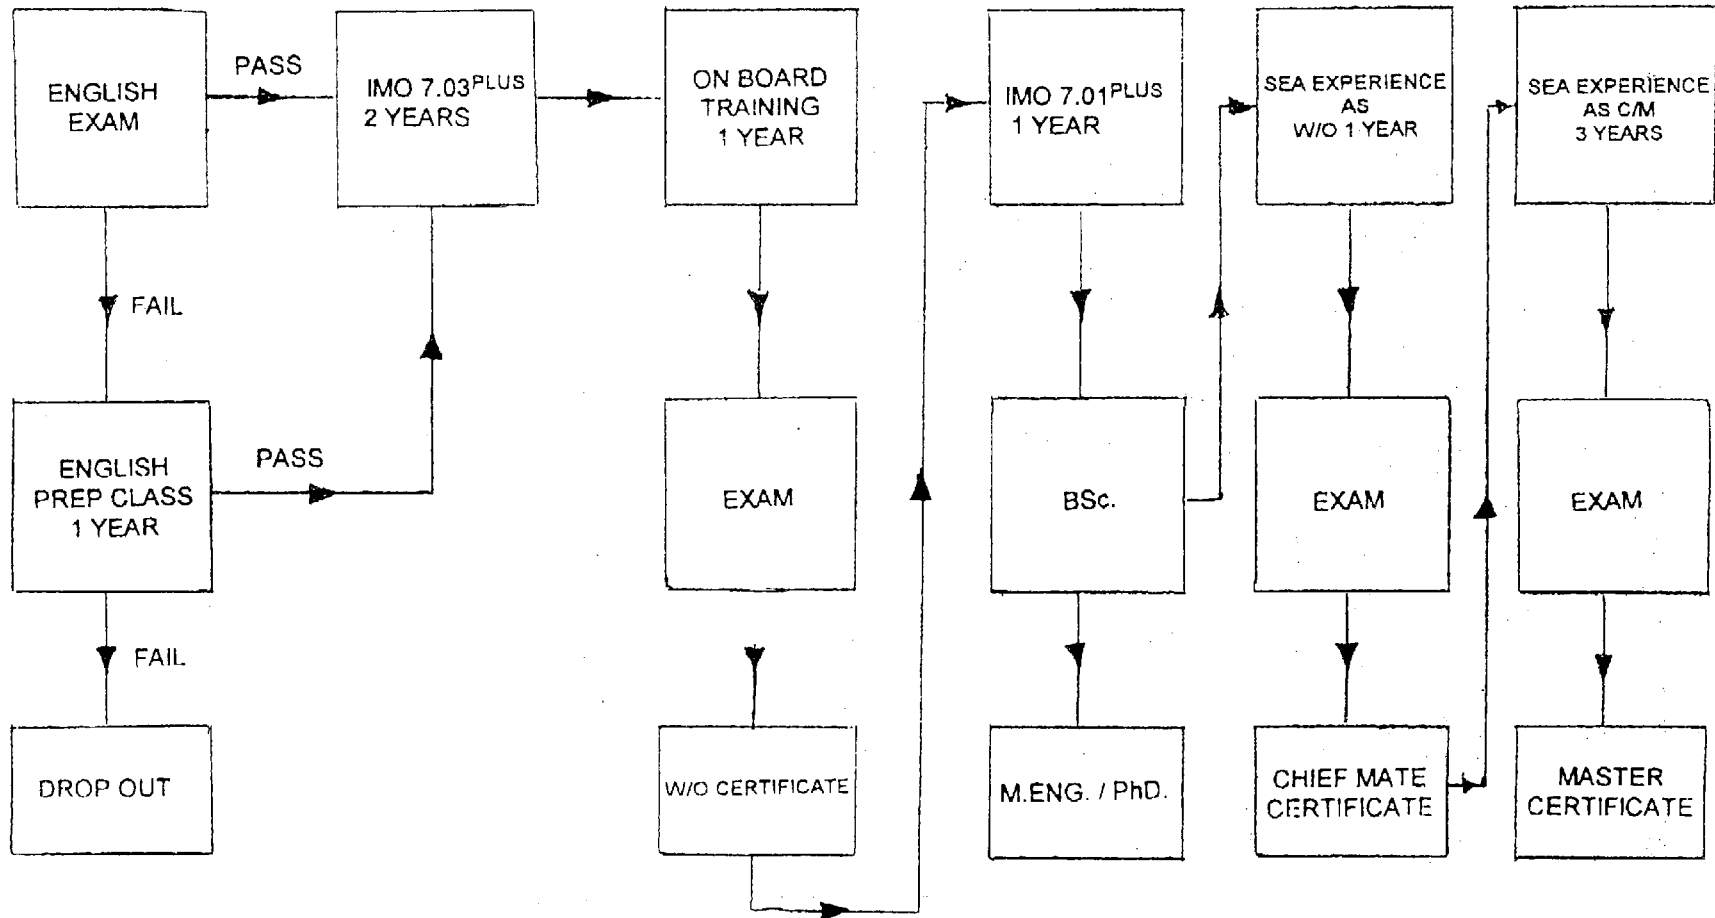 ENGLISH
EXAM
PASS
IMO 7.03PLUS
2 YEARS
ON BOARD
TRAINING
1 YEAR
IMO 7.01PLUS
1 YEAR
SEA EXPERIENCE
AS
W/O 1 YEAR
SEA EXPERIENCE
AS C/M
3 YEARS
FAIL
ENGLISH
PREP CLASS
1 YEAR
PASS
EXAM
BSc.
EXAM
EXAM
FAIL
DROP OUT
W/O CERTIFICATE
M.ENG. / PhD.
CHIEF MATE
CERTIFICATE
MASTER
CERTIFICATE